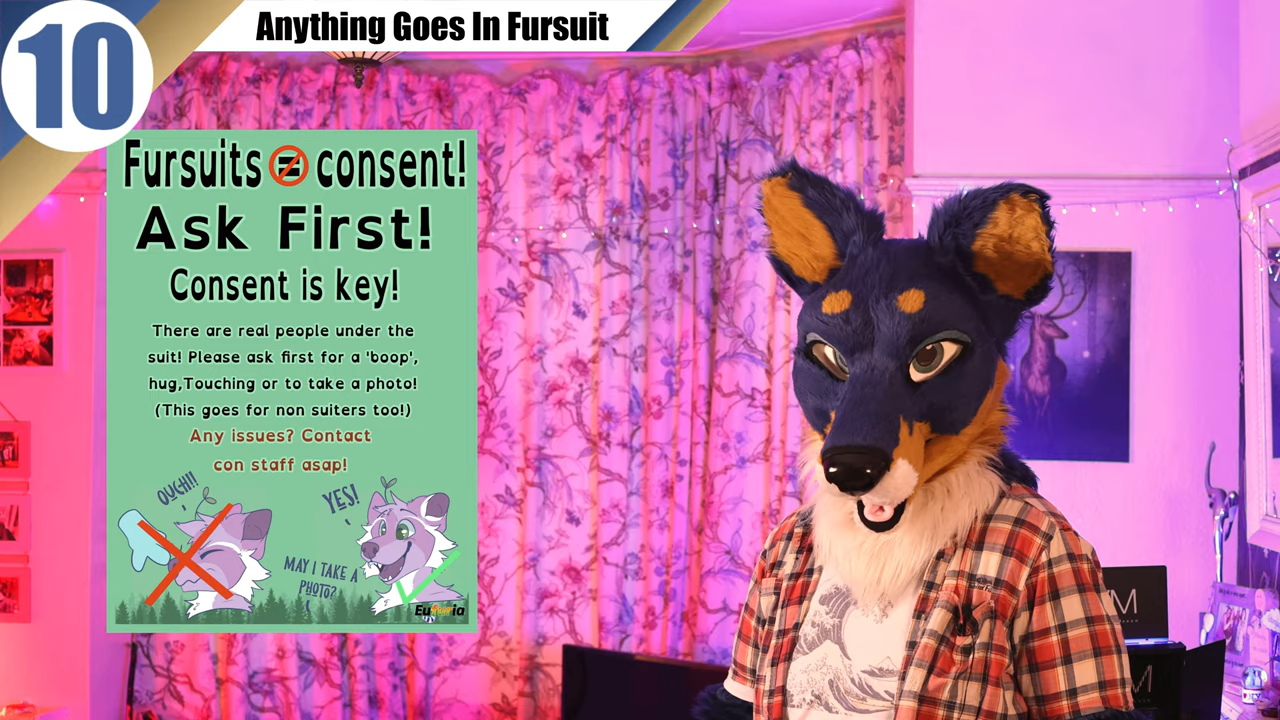 10
Anything Goes In Fursuit
Fursuits = consent!
Ask First!
Consent is key!
There are real people under the
suit! Please ask first for a 'boop',
hug,Touching or to take a photo!
(This goes for non suiters too!)
Any issues? Contact
con staff asap!
OUCH!!
YES!
MAY I TAKE A
PHOTO?